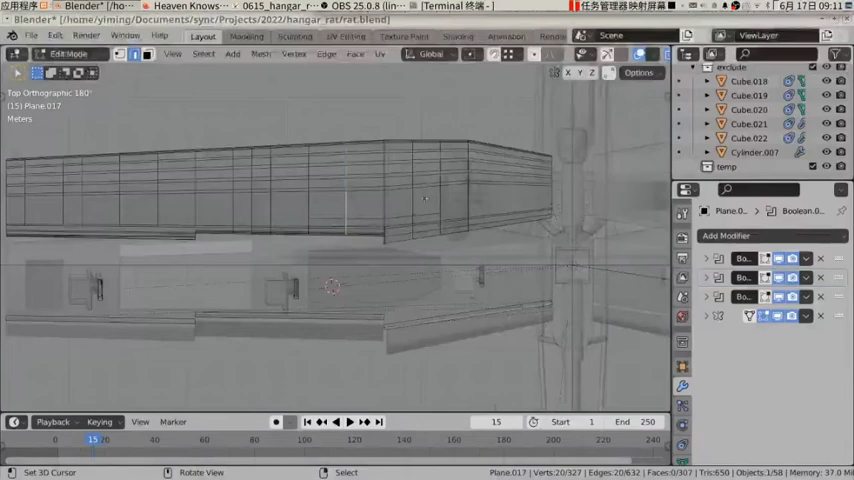 应用程序 Blender* [/ho... Heaven Knows... 0615_hangar_r... OBS 25.0.8 (lin... [Terminal 终端 -... 任务管理器映射屏幕 6月17日 09:11
Blender* [/home/yiming/Documents/sync/Projects/2022/hangar_rat/rat.blend]
File Edit Render Window Help Layout Modeling Sculpting UV Editing Scene ViewLayer
Edit Mode View Select Add Mesh Vertex Edge Face Uv Global
X Y Z Options
Top Orthographic 180°
(15) Plane.017
Meters
exclude
Cube.018
Cube.019
Cube.020
Cube.021
Cube.022
Cylinder.007
temp
Plane.0... Boolean.0...
Add Modifier
Bo...
Bo...
Bo...
Playback Keying View Marker 15 Start 1 End 250
0 15 20 40 60 80 100 120 140 160 180 200 220 240
Set 3D Cursor Rotate View Select Plane.017 | Verts:20/327 | Edges:20/632 | Faces:0/307 | Tris:650 | Objects:1/58 | Memory: 37.0 Mi